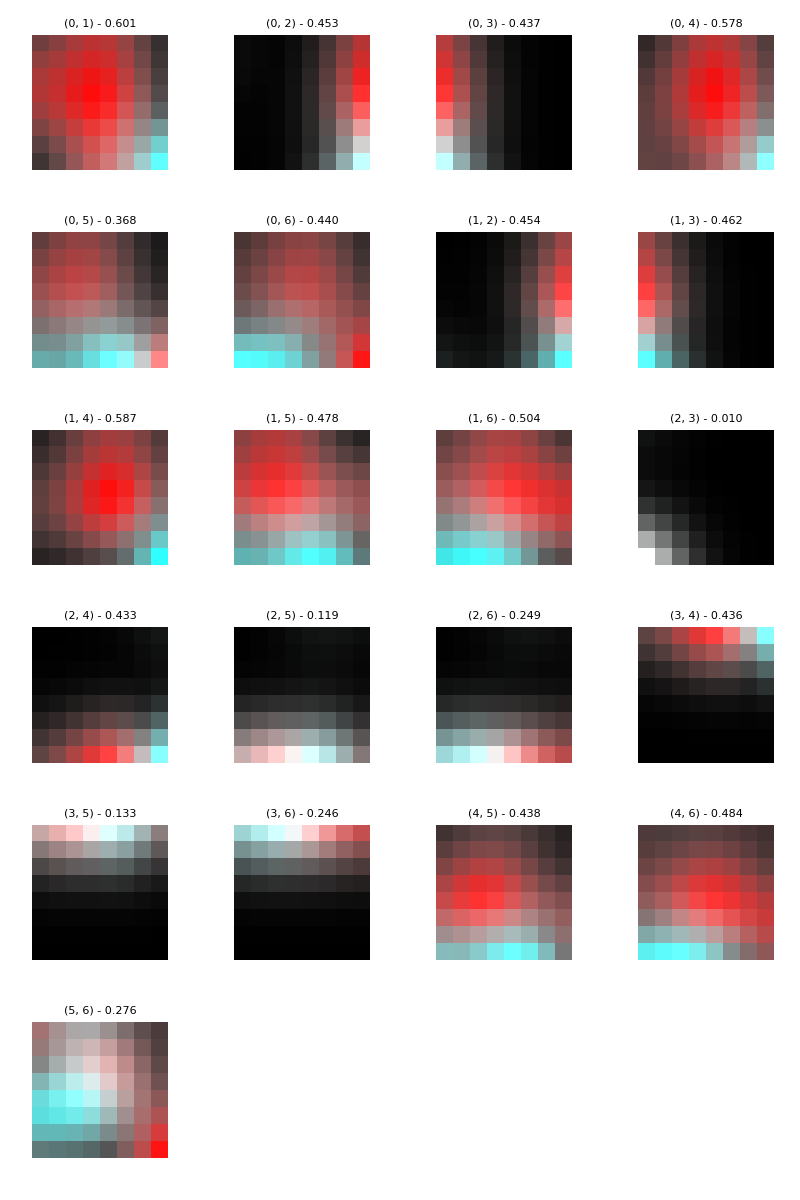 (0, 1) - 0.601
(0, 2) - 0.453
(0, 3) - 0.437
(0, 4) - 0.578
(0, 5) - 0.368
(0, 6) - 0.440
(1, 2) - 0.454
(1, 3) - 0.462
(1, 4) - 0.587
(1, 5) - 0.478
(1, 6) - 0.504
(2, 3) - 0.010
(2, 4) - 0.433
(2, 5) - 0.119
(2, 6) - 0.249
(3, 4) - 0.436
(3, 5) - 0.133
(3, 6) - 0.246
(4, 5) - 0.438
(4, 6) - 0.484
(5, 6) - 0.276